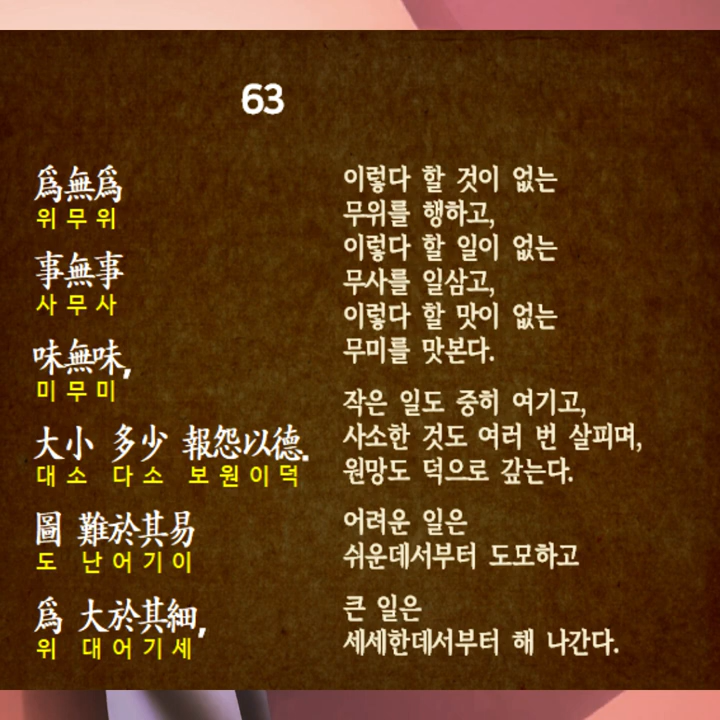 63
爲無爲
위무위
事無事
사무사
味無味,
미무미
大小 多少 報怨以德.
대소 다소 보원이덕
圖 難於其易
도 난어기이
爲 大於其細,
위 대어기세
이렇다 할 것이 없는
무위를 행하고,
이렇다 할 일이 없는
무사를 일삼고,
이렇다 할 맛이 없는
무미를 맛본다.
작은 일도 중히 여기고,
사소한 것도 여러 번 살피며,
원망도 덕으로 갚는다.
어려운 일은
쉬운데서부터 도모하고
큰 일은
세세한데서부터 해 나간다.